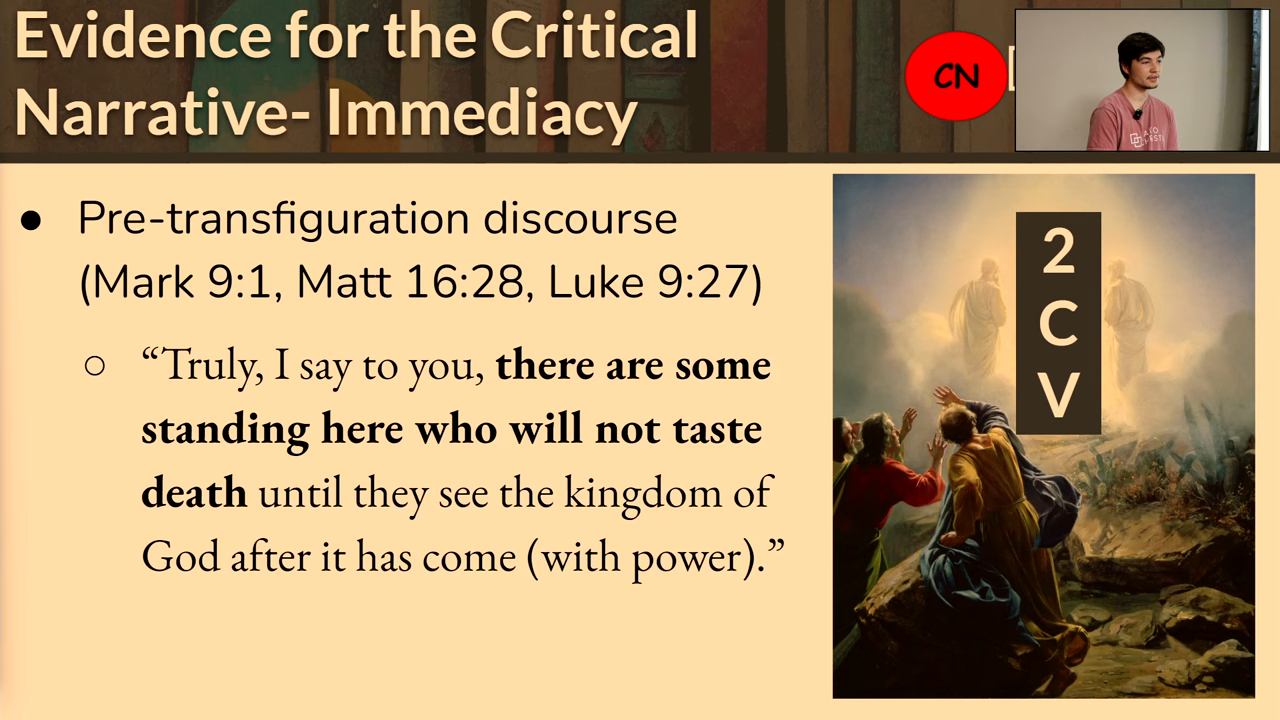 Evidence for the Critical
Narrative- Immediacy
CN
● Pre-transfiguration discourse
(Mark 9:1, Matt 16:28, Luke 9:27)
○ “Truly, I say to you, there are some
standing here who will not taste
death until they see the kingdom of
God after it has come (with power).”
2
C
V